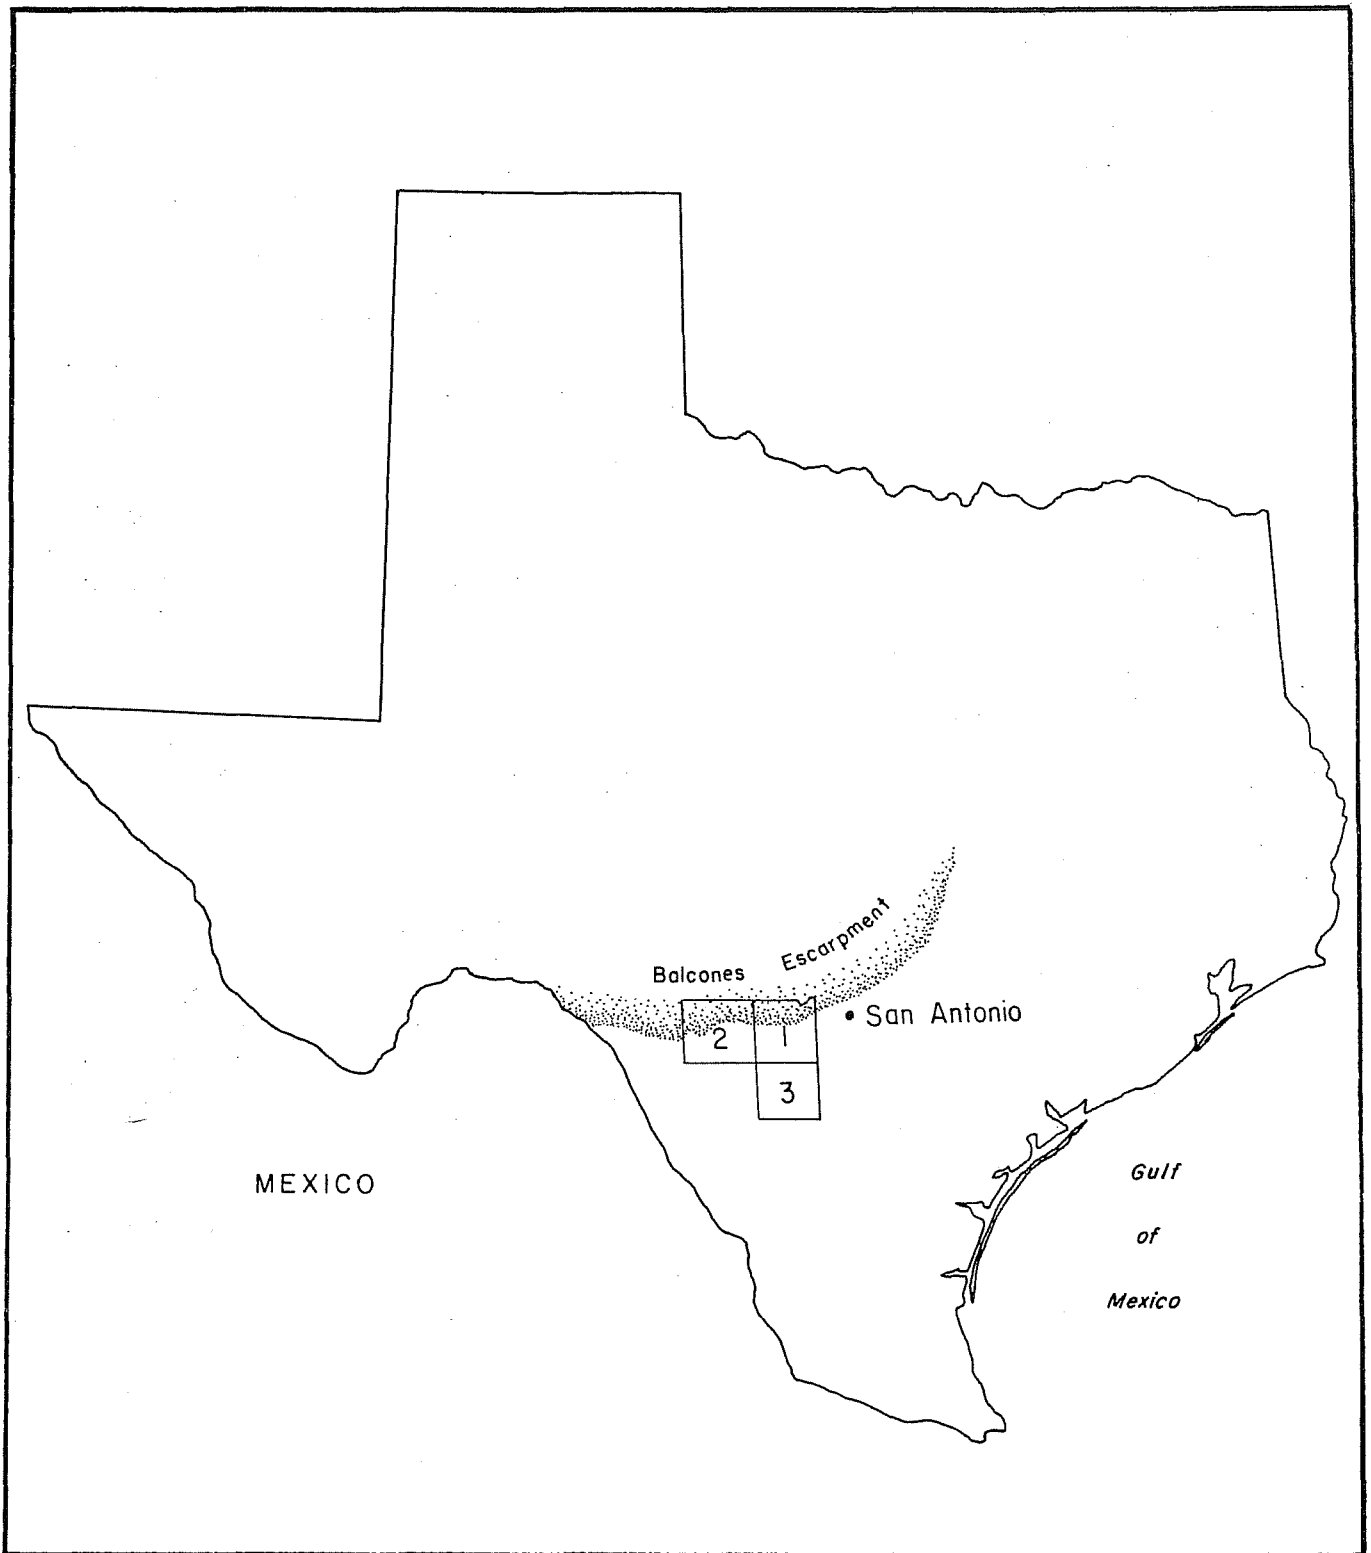 Balcones Escarpment
San Antonio
2
1
3
MEXICO
Gulf
of
Mexico